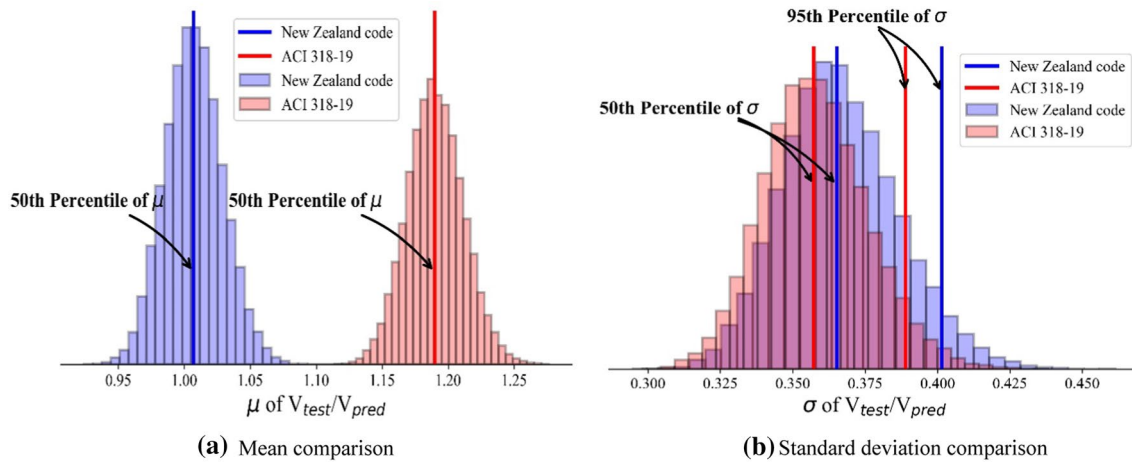 New Zealand code
ACI 318-19
New Zealand code
ACI 318-19
50th Percentile of μ
50th Percentile of μ
0.95 1.00 1.05 1.10 1.15 1.20 1.25
μ of V_test/V_pred
(a) Mean comparison
95th Percentile of σ
New Zealand code
ACI 318-19
New Zealand code
ACI 318-19
50th Percentile of σ
0.300 0.325 0.350 0.375 0.400 0.425 0.450
σ of V_test/V_pred
(b) Standard deviation comparison